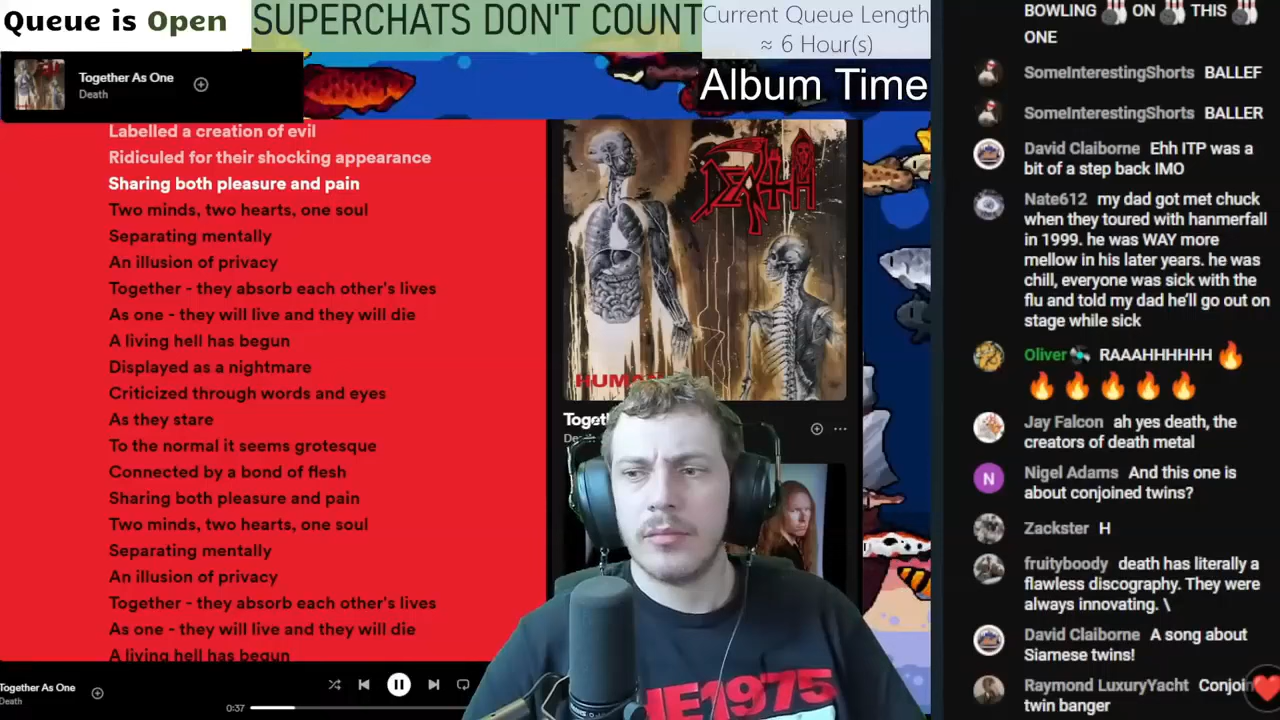 Queue is Open
SUPERCHATS DON'T COUNT
Current Queue Length
≈ 6 Hour(s)
Album Time
Together As One
Death
Labelled a creation of evil
Ridiculed for their shocking appearance
Sharing both pleasure and pain
Two minds, two hearts, one soul
Separating mentally
An illusion of privacy
Together - they absorb each other's lives
As one - they will live and they will die
A living hell has begun
Displayed as a nightmare
Criticized through words and eyes
As they stare
To the normal it seems grotesque
Connected by a bond of flesh
Sharing both pleasure and pain
Two minds, two hearts, one soul
Separating mentally
An illusion of privacy
Together - they absorb each other's lives
As one - they will live and they will die
A living hell has begun
DEATH
HUMA
Toget
Death
HE1975
Together As One
Death
0:37
BOWLING 🎳 ON 🎳 THIS 🎳
ONE
SomeInterestingShorts BALLEF
SomeInterestingShorts BALLER
David Claiborne Ehh ITP was a
bit of a step back IMO
Nate612 my dad got met chuck
when they toured with hanmerfall
in 1999. he was WAY more
mellow in his later years. he was
chill, everyone was sick with the
flu and told my dad he'll go out on
stage while sick
Oliver RAAAHHHHHH 🔥
🔥🔥🔥🔥🔥
Jay Falcon ah yes death, the
creators of death metal
N
Nigel Adams And this one is
about conjoined twins?
Zackster H
fruityboody death has literally a
flawless discography. They were
always innovating. \
David Claiborne A song about
Siamese twins!
Raymond LuxuryYacht Conjoi
twin banger